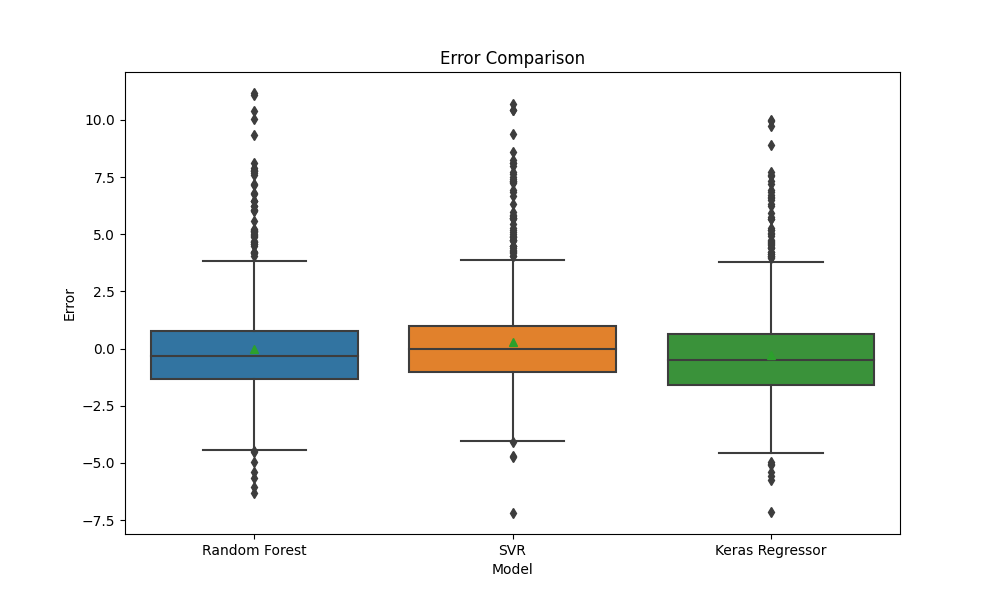 Error Comparison
10.0
7.5
5.0
2.5
0.0
−2.5
−5.0
−7.5
Error
Random Forest
SVR
Keras Regressor
Model